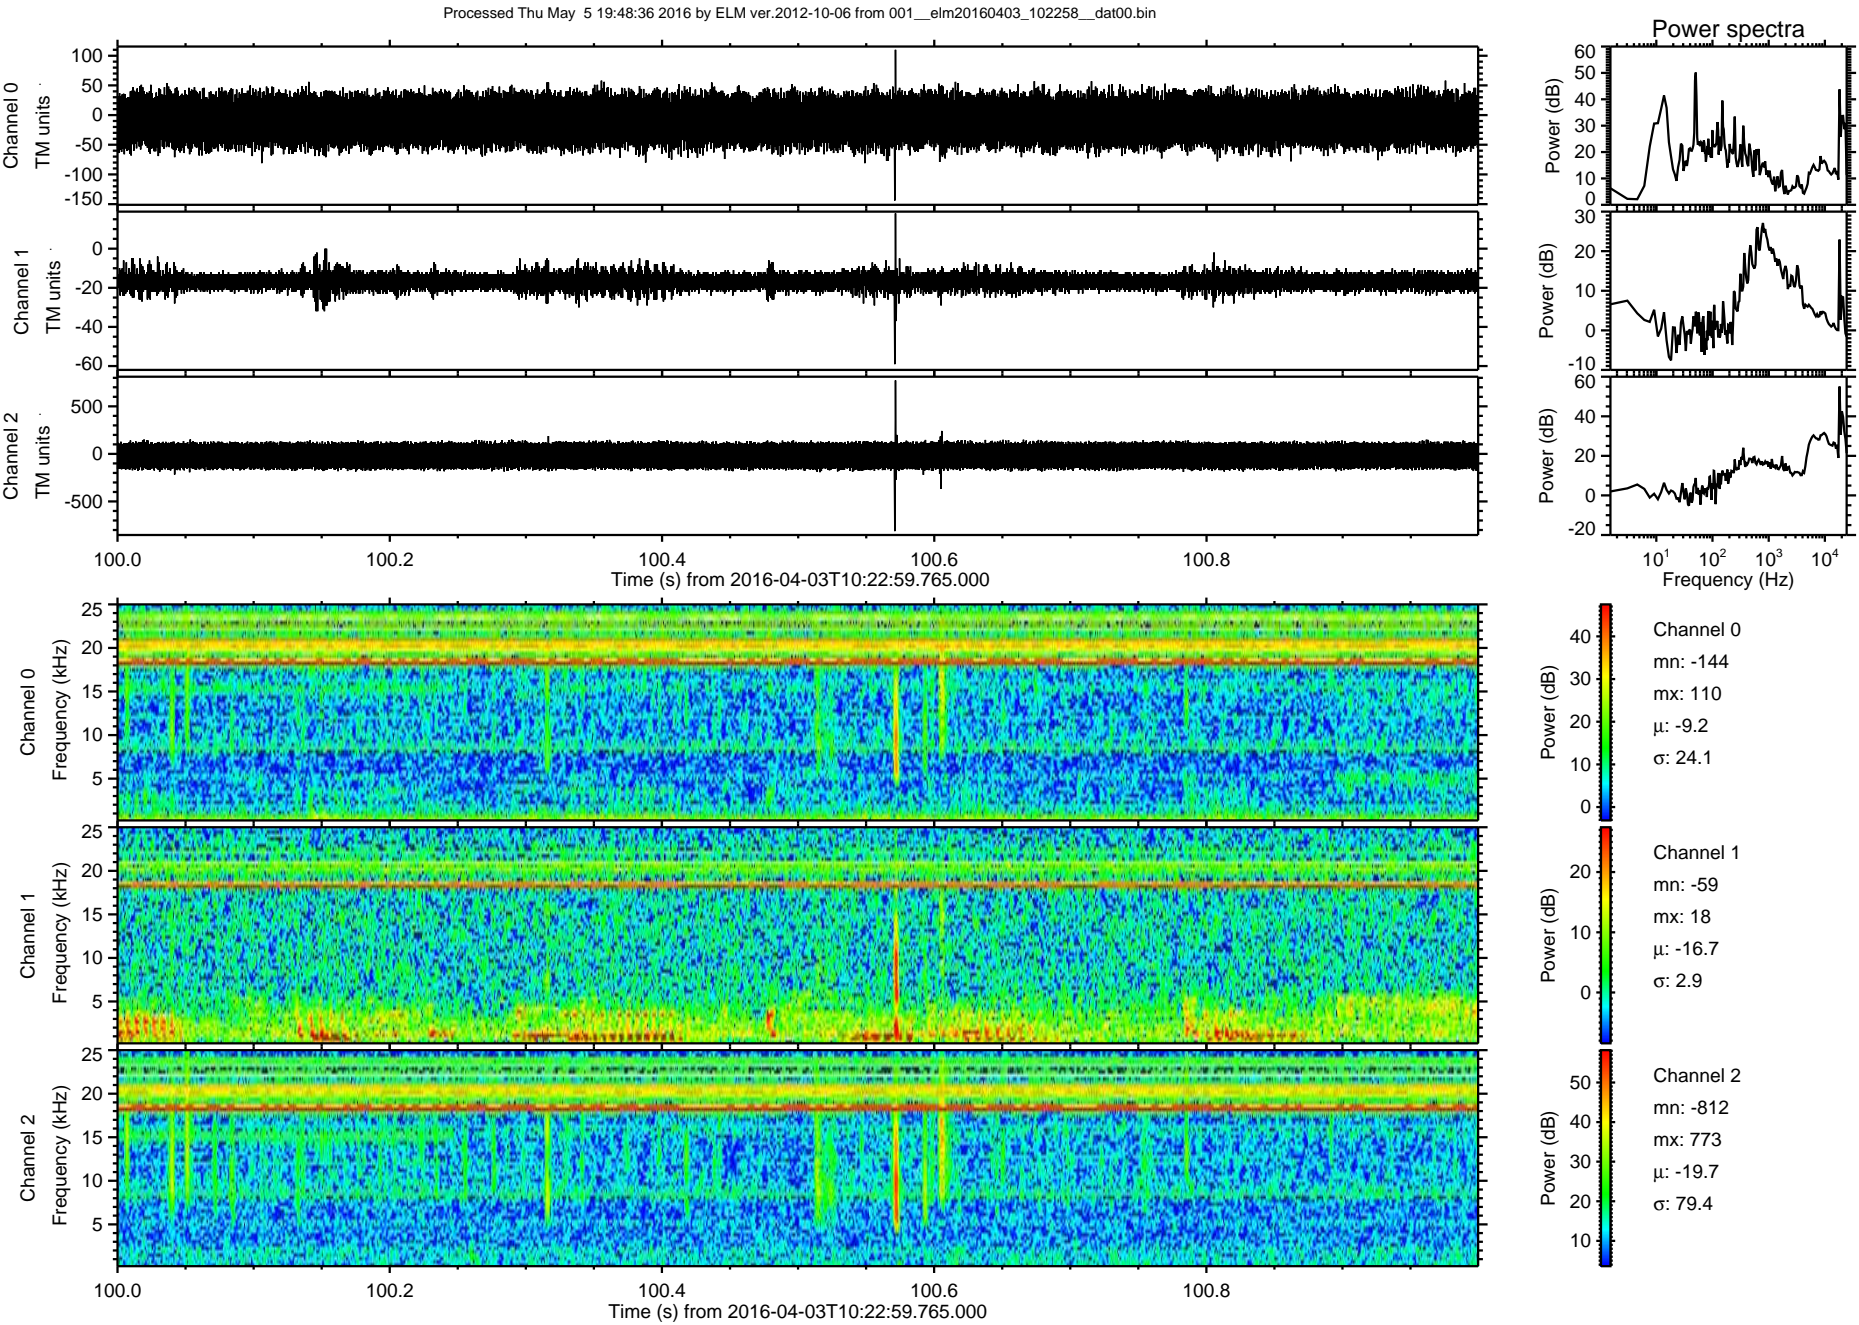 Processed Thu May  5 19:48:36 2016 by ELM ver.2012-10-06 from 001__elm20160403_102258__dat00.bin
Power spectra
Channel 0
TM units
100
50
0
-50
-100
-150
Power (dB)
60
50
40
30
20
10
0
Channel 1
TM units
0
-20
-40
-60
Power (dB)
30
20
10
0
-10
Channel 2
TM units
500
0
-500
Power (dB)
60
40
20
0
-20
100.0 100.2 100.4 100.6 100.8
Time (s) from 2016-04-03T10:22:59.765.000
10¹ 10² 10³ 10⁴
Frequency (Hz)
Channel 0
Frequency (kHz)
25
20
15
10
5
Power (dB)
40
30
20
10
0
Channel 0
mn: -144
mx: 110
μ: -9.2
σ: 24.1
Channel 1
Frequency (kHz)
25
20
15
10
5
Power (dB)
20
10
0
Channel 1
mn: -59
mx: 18
μ: -16.7
σ: 2.9
Channel 2
Frequency (kHz)
25
20
15
10
5
Power (dB)
50
40
30
20
10
Channel 2
mn: -812
mx: 773
μ: -19.7
σ: 79.4
100.0 100.2 100.4 100.6 100.8
Time (s) from 2016-04-03T10:22:59.765.000